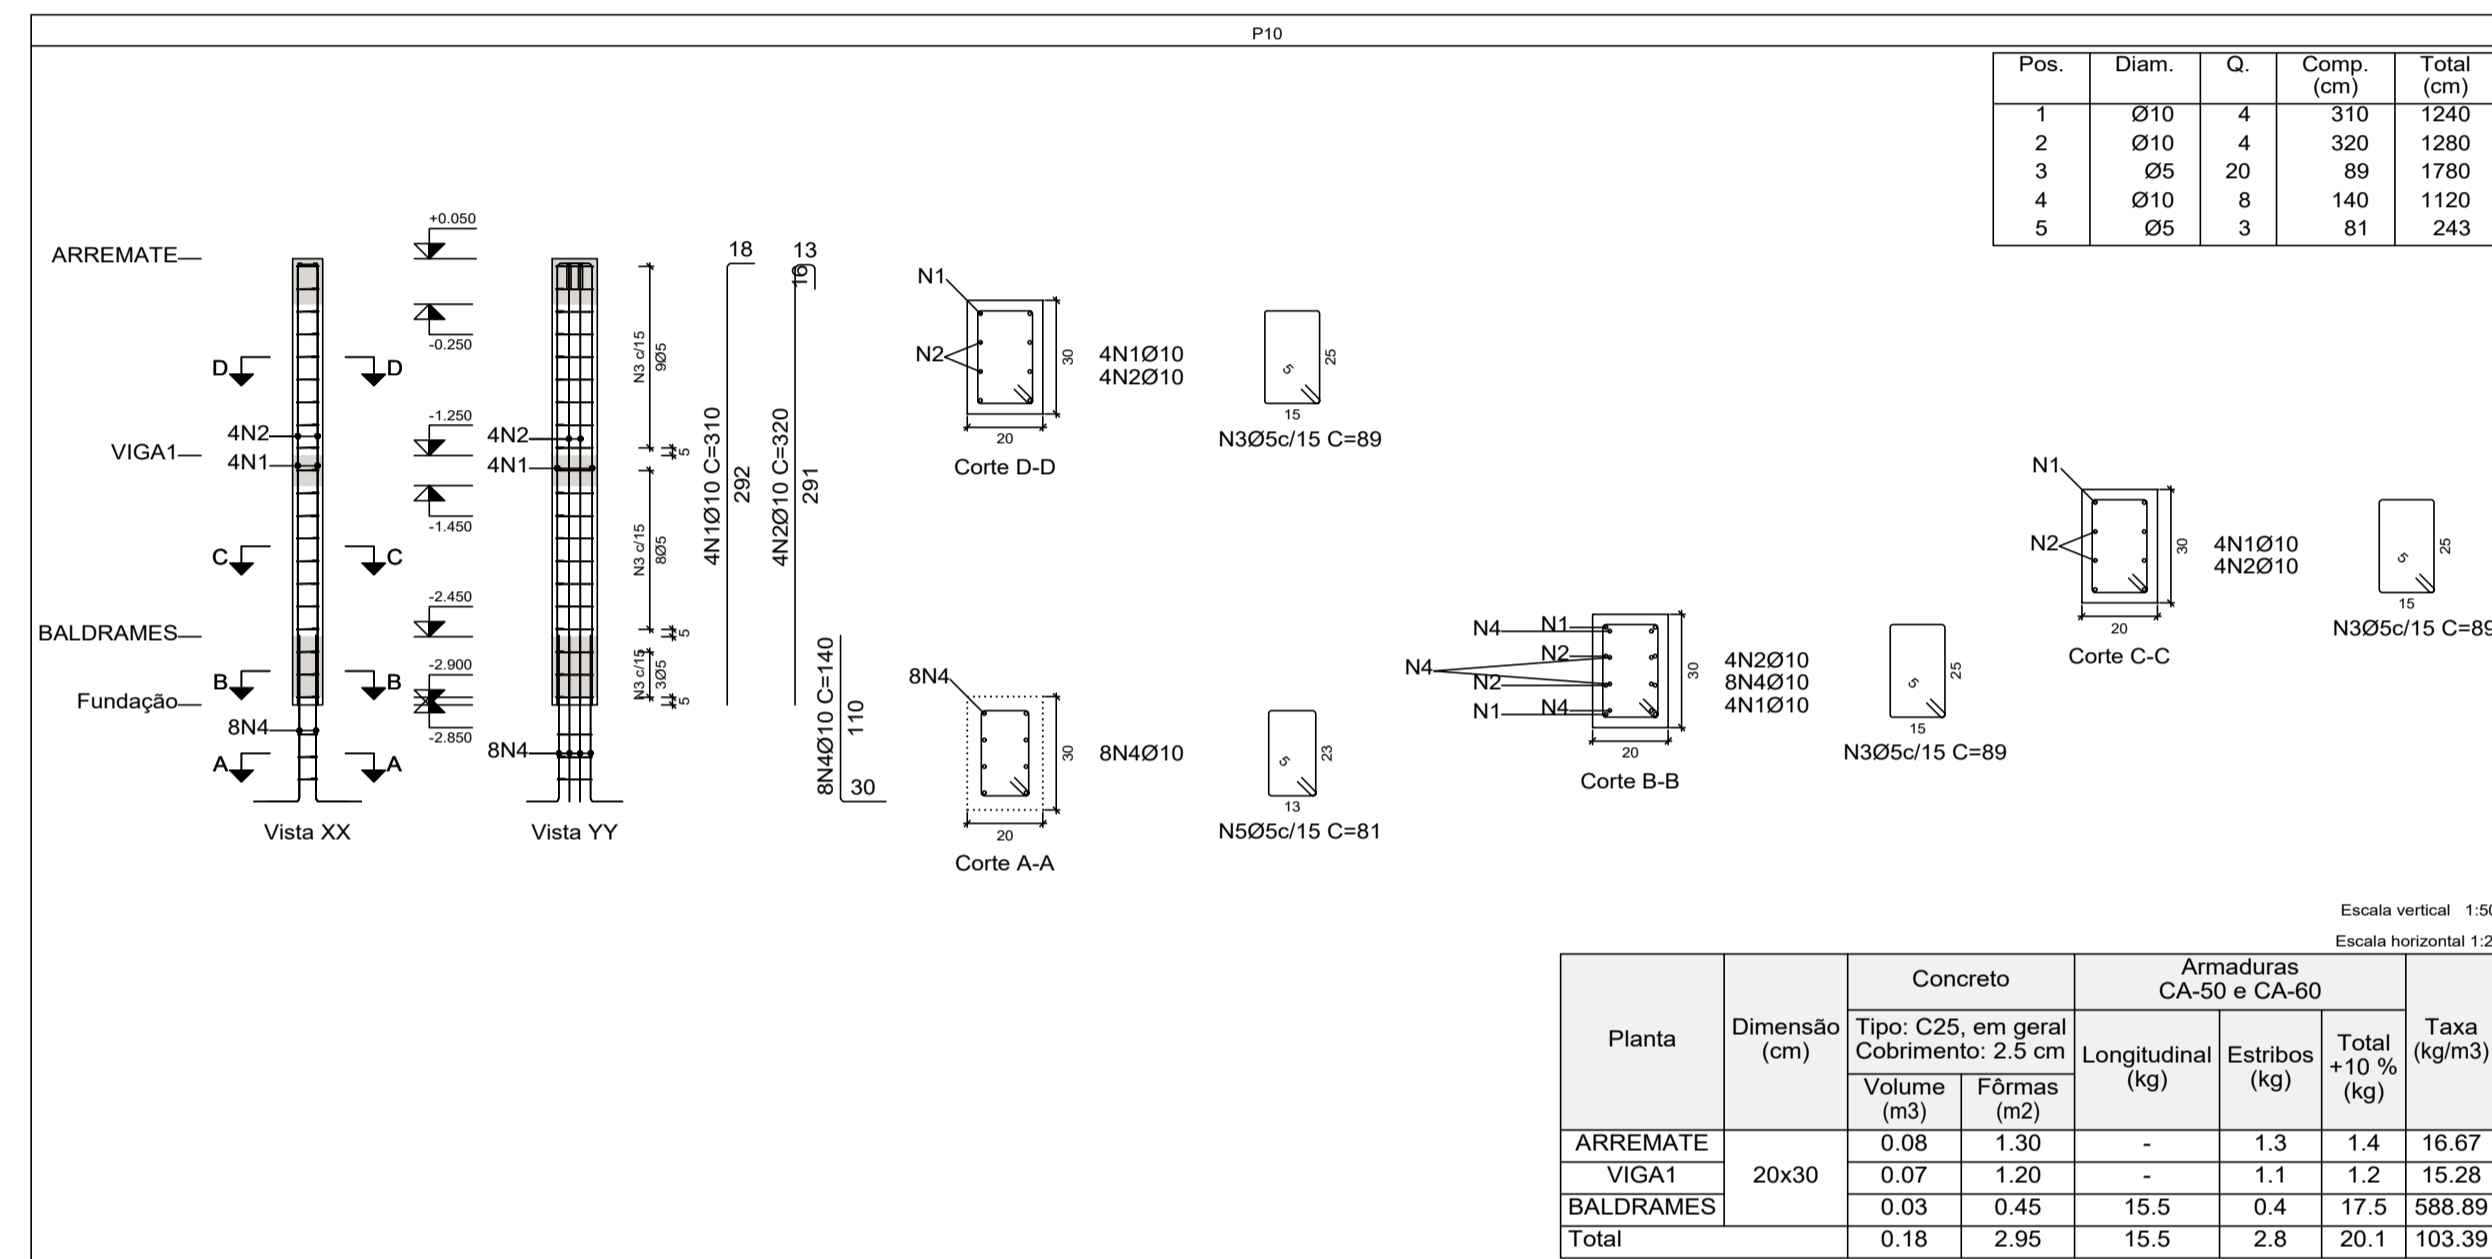 P10
Pos. Diam. Q. Comp. (cm) Total (cm)
1 Ø10 4 310 1240
2 Ø10 4 320 1280
3 Ø5 20 89 1780
4 Ø10 8 140 1120
5 Ø5 3 81 243
ARREMATE
VIGA1
BALDRAMES
Fundação
D D
4N2
4N1
C C
B B
8N4
A A
Vista XX
+0.050
-0.250
-1.250
-1.450
-2.450
-2.900
-2.850
4N2
4N1
8N4
Vista YY
N3 c/15
9Ø5
5
N3 c/15
8Ø5
5
N3 c/15
3Ø5
5
18
4N1Ø10 C=310
292
13
16
4N2Ø10 C=320
291
8N4Ø10 C=140
110
30
N1
N2
30
20
4N1Ø10
4N2Ø10
Corte D-D
5
25
15
N3Ø5c/15 C=89
8N4
30
20
8N4Ø10
Corte A-A
5
23
13
N5Ø5c/15 C=81
N4 N1
N2
N4
N2
N1 N4
30
20
4N2Ø10
8N4Ø10
4N1Ø10
Corte B-B
5
25
15
N3Ø5c/15 C=89
N1
N2
30
20
4N1Ø10
4N2Ø10
Corte C-C
5
25
15
N3Ø5c/15 C=89
Escala vertical 1:50
Escala horizontal 1:2
Planta
Dimensão
(cm)
Concreto
Tipo: C25, em geral
Cobrimento: 2.5 cm
Volume
(m3)
Fôrmas
(m2)
Armaduras
CA-50 e CA-60
Longitudinal
(kg)
Estribos
(kg)
Total
+10 %
(kg)
Taxa
(kg/m3)
ARREMATE 20x30 0.08 1.30 - 1.3 1.4 16.67
VIGA1 0.07 1.20 - 1.1 1.2 15.28
BALDRAMES 0.03 0.45 15.5 0.4 17.5 588.89
Total 0.18 2.95 15.5 2.8 20.1 103.39